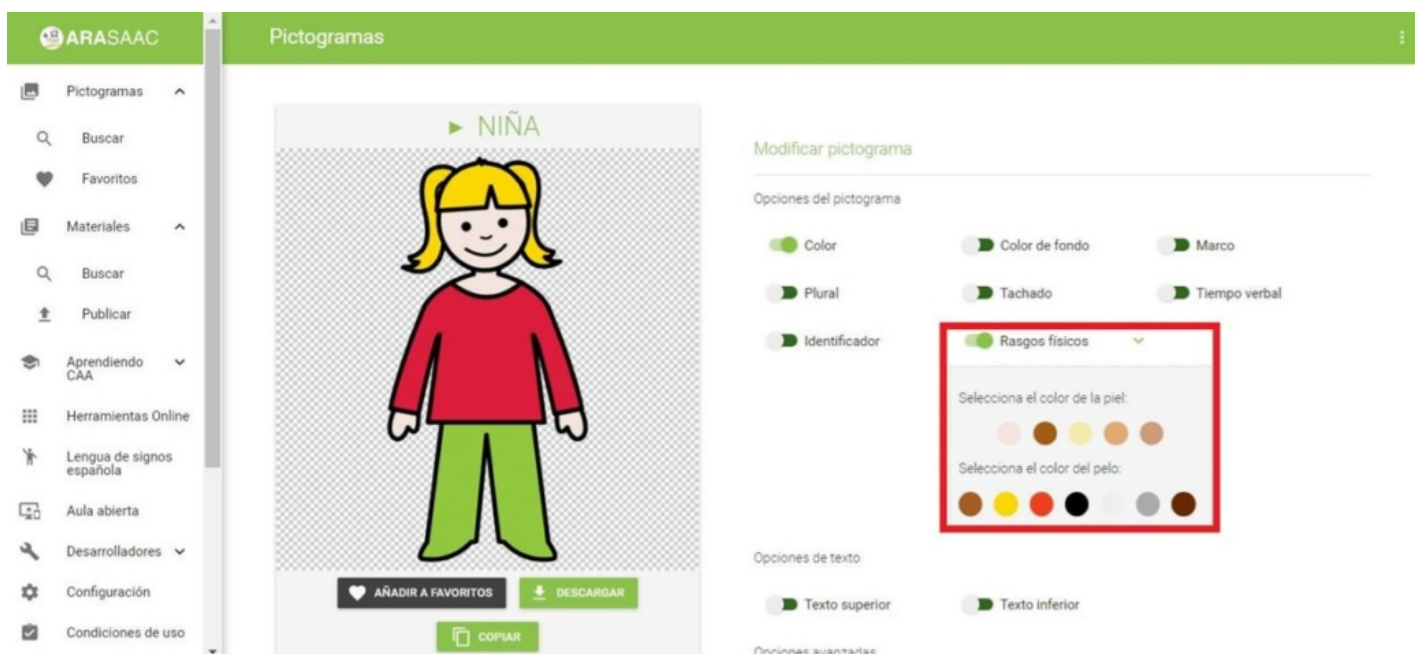 ARASAAC
Pictogramas
Pictogramas
Buscar
Favoritos
Materiales
Buscar
Publicar
Aprendiendo
CAA
Herramientas Online
Lengua de signos
española
Aula abierta
Desarrolladores
Configuración
Condiciones de uso
NIÑA
AÑADIR A FAVORITOS
DESCARGAR
COPIAR
Modificar pictograma
Opciones del pictograma
Color
Color de fondo
Marco
Plural
Tachado
Tiempo verbal
Identificador
Rasgos físicos
Selecciona el color de la piel:
Selecciona el color del pelo:
Opciones de texto
Texto superior
Texto inferior
Opciones avanzadas